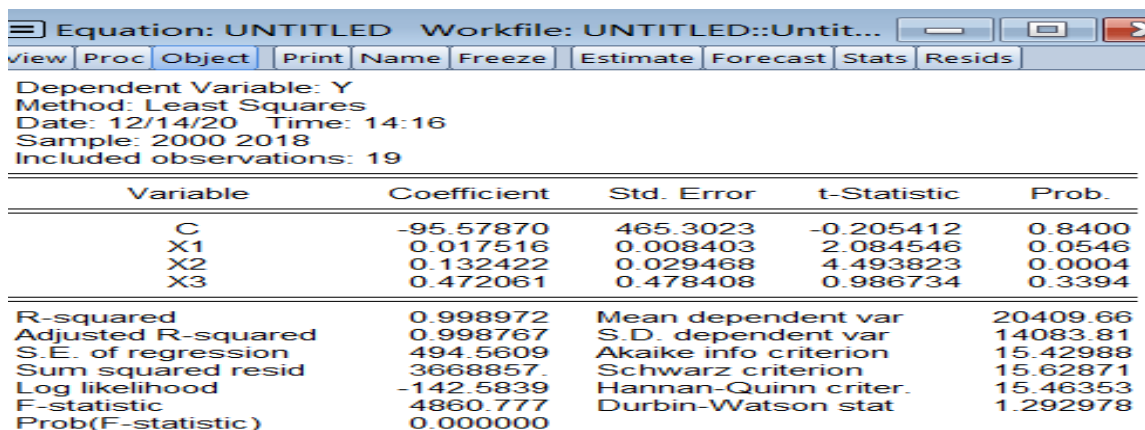 Equation: UNTITLED Workfile: UNTITLED::Untit...
View Proc Object Print Name Freeze Estimate Forecast Stats Resids
Dependent Variable: Y
Method: Least Squares
Date: 12/14/20 Time: 14:16
Sample: 2000 2018
Included observations: 19
Variable Coefficient Std. Error t-Statistic Prob.
C -95.57870 465.3023 -0.205412 0.8400
X1 0.017516 0.008403 2.084546 0.0546
X2 0.132422 0.029468 4.493823 0.0004
X3 0.472061 0.478408 0.986734 0.3394
R-squared 0.998972 Mean dependent var 20409.66
Adjusted R-squared 0.998767 S.D. dependent var 14083.81
S.E. of regression 494.5609 Akaike info criterion 15.42988
Sum squared resid 3668857. Schwarz criterion 15.62871
Log likelihood -142.5839 Hannan-Quinn criter. 15.46353
F-statistic 4860.777 Durbin-Watson stat 1.292978
Prob(F-statistic) 0.000000